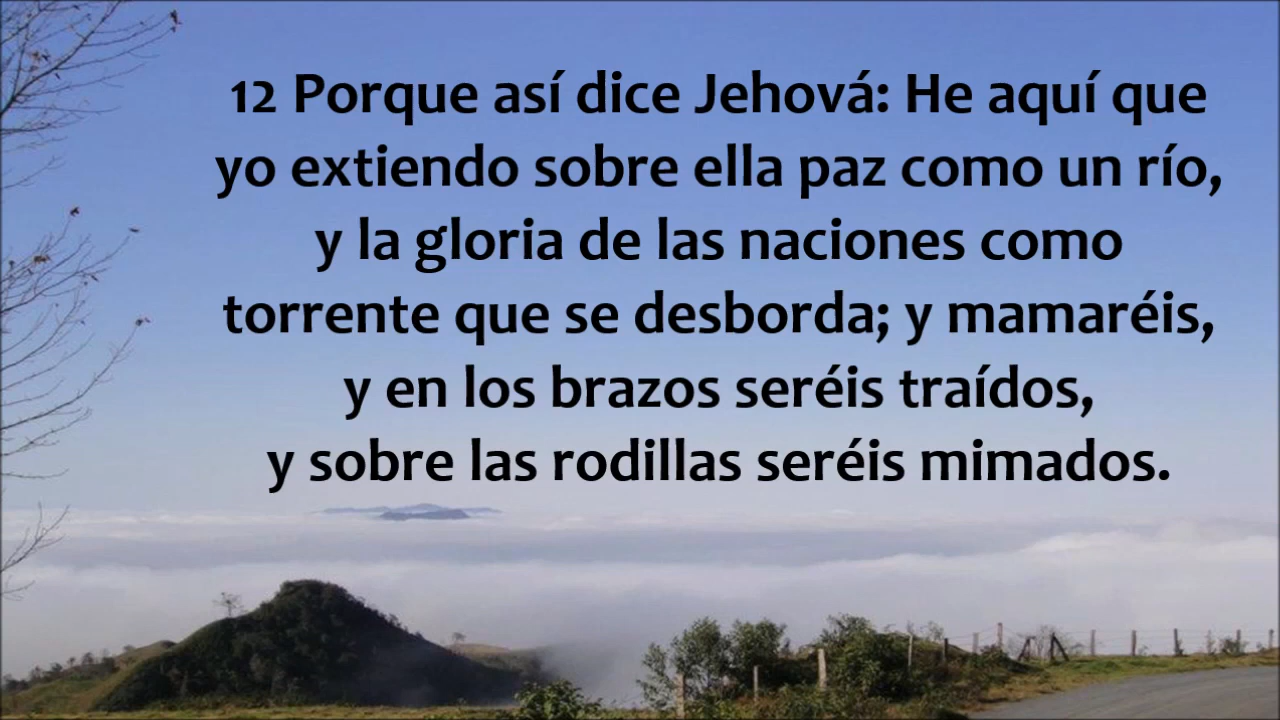 12 Porque así dice Jehová: He aquí que
yo extiendo sobre ella paz como un río,
y la gloria de las naciones como
torrente que se desborda; y mamaréis,
y en los brazos seréis traídos,
y sobre las rodillas seréis mimados.